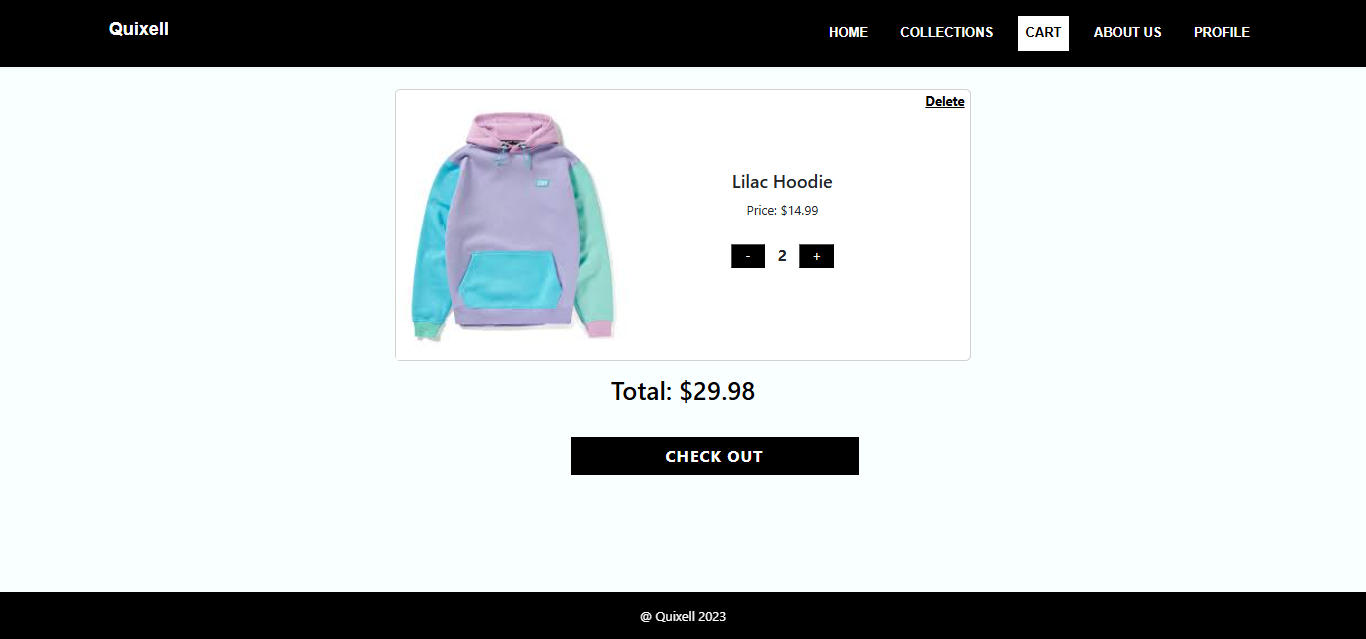 Quixell
HOME COLLECTIONS CART ABOUT US PROFILE
Delete
Lilac Hoodie
Price: $14.99
- 2 +
Total: $29.98
CHECK OUT
@ Quixell 2023